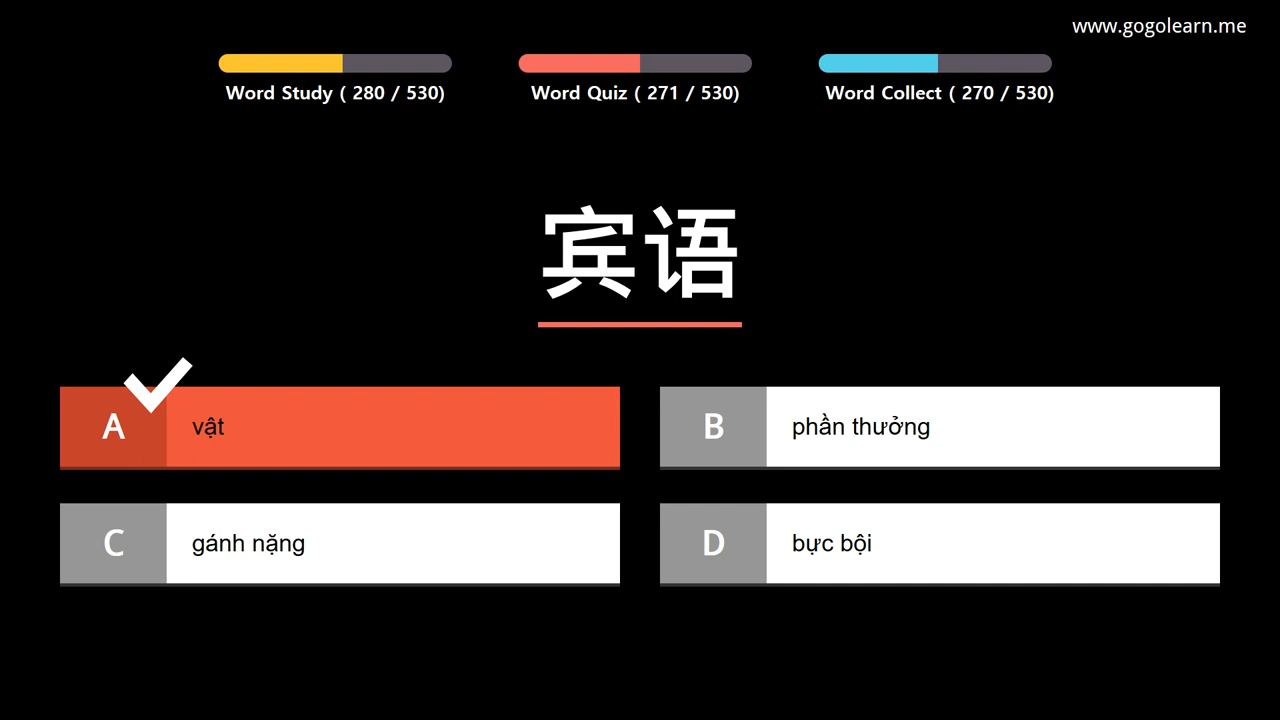 www.gogolearn.me
Word Study ( 280 / 530)
Word Quiz ( 271 / 530)
Word Collect ( 270 / 530)
宾语
A vật
B phần thưởng
C gánh nặng
D bực bội